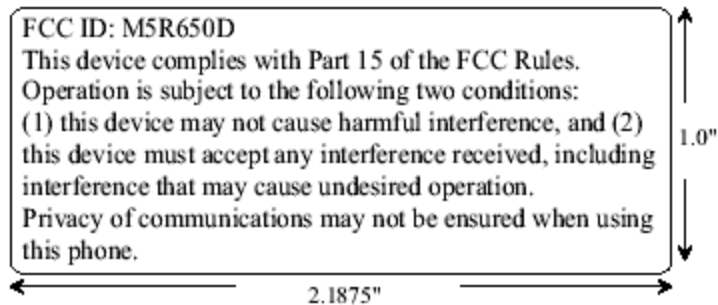 FCC ID: M5R650D
This device complies with Part 15 of the FCC Rules.
Operation is subject to the following two conditions:
(1) this device may not cause harmful interference, and (2)
this device must accept any interference received, including
interference that may cause undesired operation.
Privacy of communications may not be ensured when using
this phone.
1.0"
2.1875"